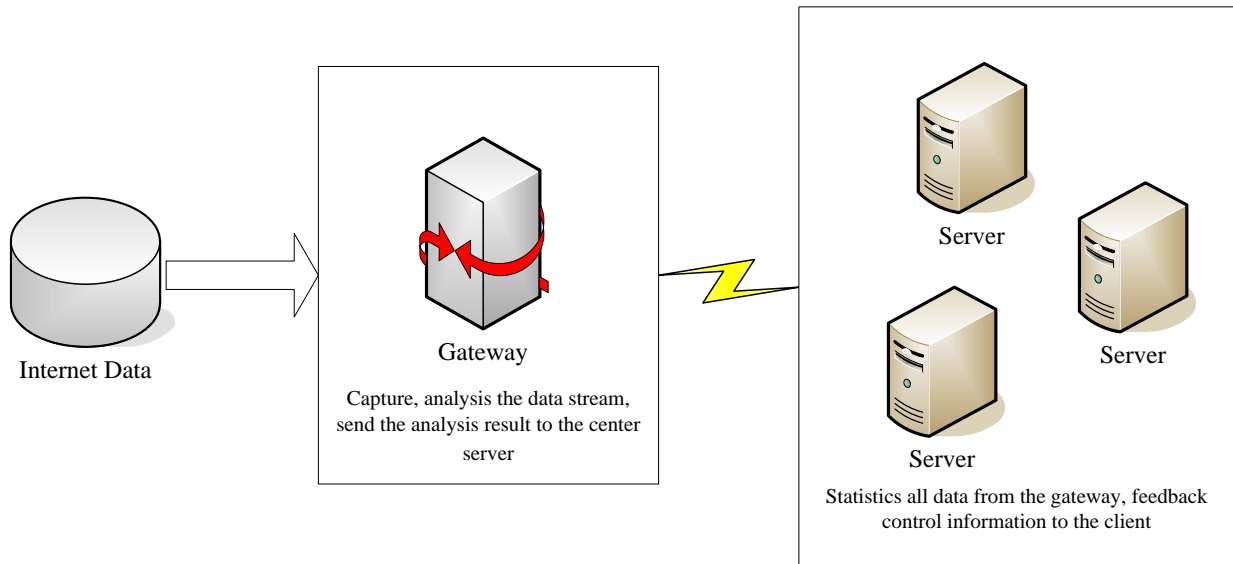 Internet Data
Gateway
Capture, analysis the data stream,
send the analysis result to the center
server
Server
Server
Server
Statistics all data from the gateway, feedback
control information to the client